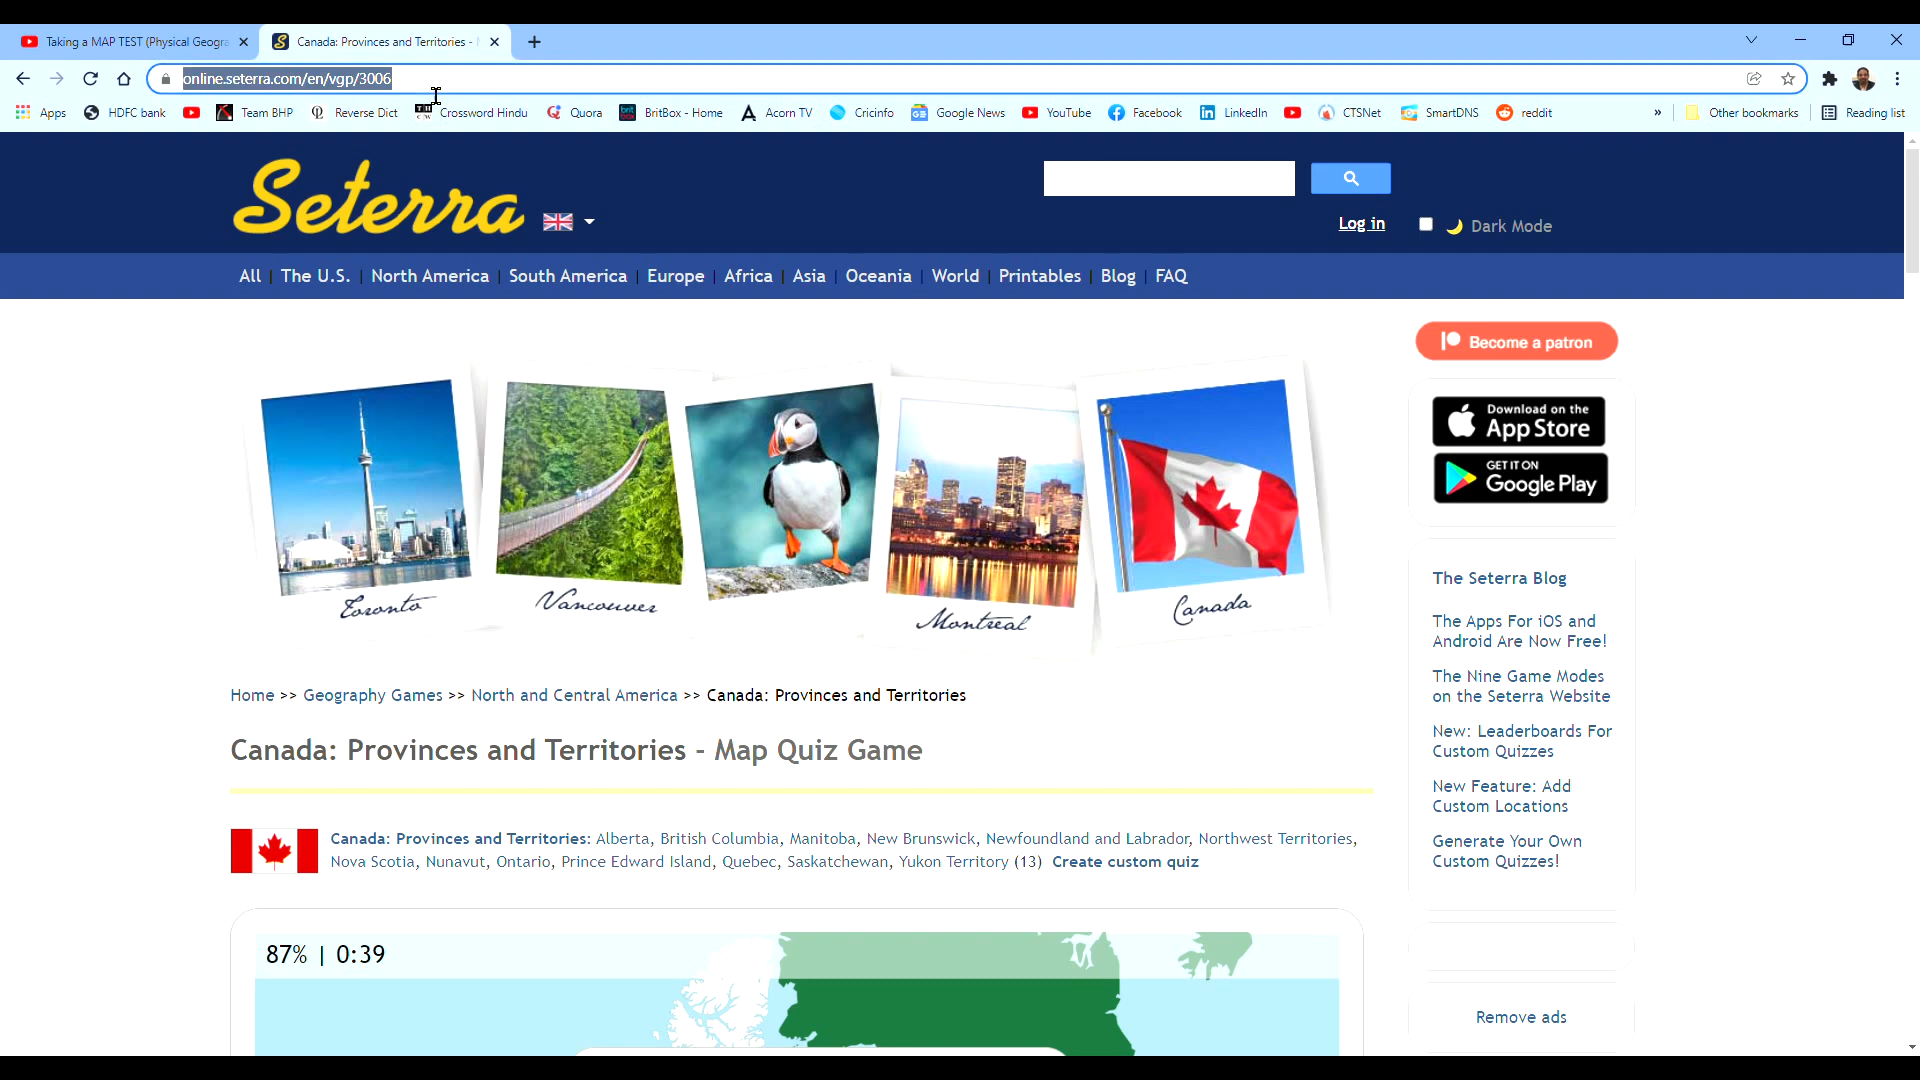 Taking a MAP TEST (Physical Geogra
Canada: Provinces and Territories -
online.seterra.com/en/vgp/3006
Apps HDFC bank Team BHP Reverse Dict Crossword Hindu Quora BritBox - Home Acorn TV Cricinfo Google News YouTube Facebook LinkedIn CTSNet SmartDNS reddit » Other bookmarks Reading list
Seterra
Log in Dark Mode
All | The U.S. | North America | South America | Europe | Africa | Asia | Oceania | World | Printables | Blog | FAQ
Become a patron
Download on the
App Store
GET IT ON
Google Play
Toronto
Vancouver
Montreal
Canada
The Seterra Blog
The Apps For iOS and
Android Are Now Free!
The Nine Game Modes
on the Seterra Website
New: Leaderboards For
Custom Quizzes
New Feature: Add
Custom Locations
Generate Your Own
Custom Quizzes!
Remove ads
Home >> Geography Games >> North and Central America >> Canada: Provinces and Territories
Canada: Provinces and Territories - Map Quiz Game
Canada: Provinces and Territories: Alberta, British Columbia, Manitoba, New Brunswick, Newfoundland and Labrador, Northwest Territories,
Nova Scotia, Nunavut, Ontario, Prince Edward Island, Quebec, Saskatchewan, Yukon Territory (13) Create custom quiz
87% | 0:39